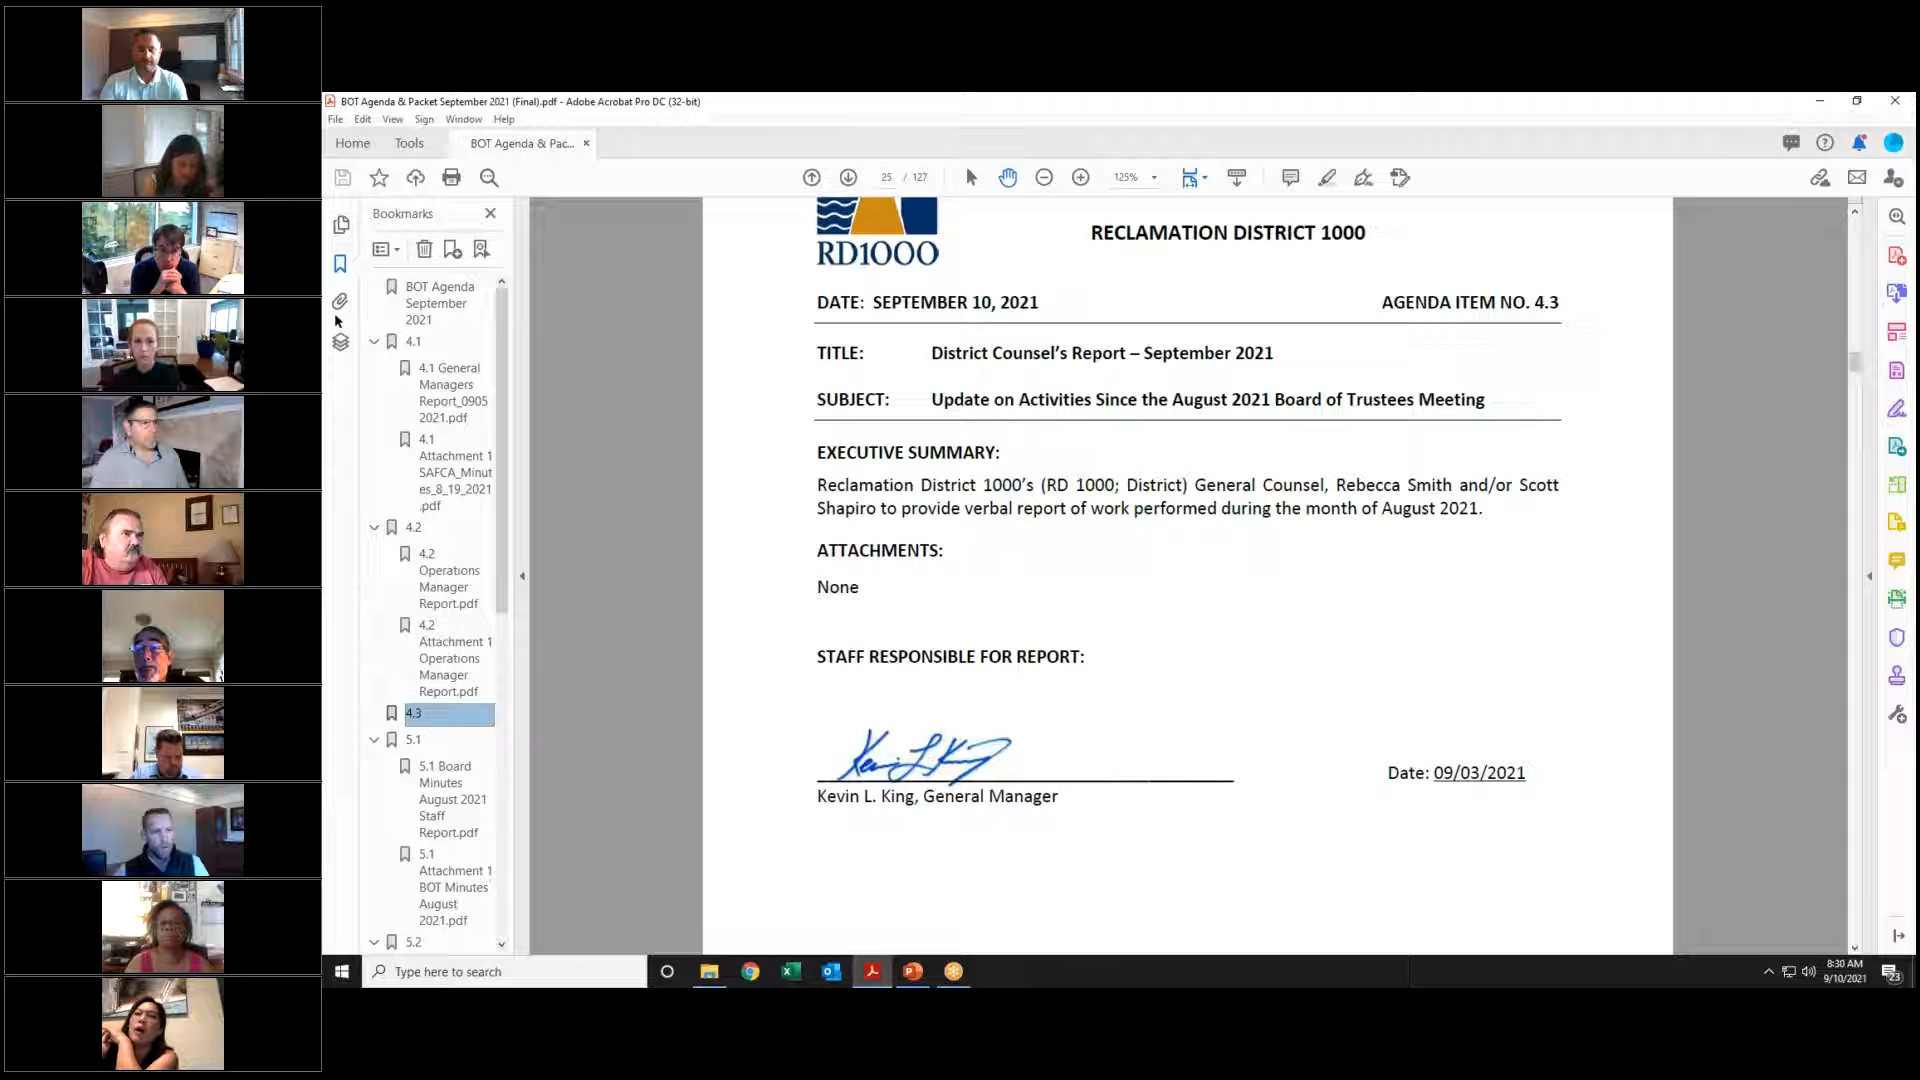 BOT Agenda & Packet September 2021 (Final).pdf - Adobe Acrobat Pro DC (32-bit)
File Edit View Sign Window Help
Home Tools BOT Agenda & Pac...
25 / 127
125%
Bookmarks
BOT Agenda
September
2021
4.1
4.1 General
Managers
Report_0905
2021.pdf
4.1
Attachment 1
SAFCA_Minut
es_8_19_2021
.pdf
4.2
4.2
Operations
Manager
Report.pdf
4.2
Attachment 1
Operations
Manager
Report.pdf
4.3
5.1
5.1 Board
Minutes
August 2021
Staff
Report.pdf
5.1
Attachment 1
BOT Minutes
August
2021.pdf
5.2
RD1000
RECLAMATION DISTRICT 1000
DATE: SEPTEMBER 10, 2021 AGENDA ITEM NO. 4.3
TITLE: District Counsel’s Report – September 2021
SUBJECT: Update on Activities Since the August 2021 Board of Trustees Meeting
EXECUTIVE SUMMARY:
Reclamation District 1000’s (RD 1000; District) General Counsel, Rebecca Smith and/or Scott
Shapiro to provide verbal report of work performed during the month of August 2021.
ATTACHMENTS:
None
STAFF RESPONSIBLE FOR REPORT:
Kevin L. King, General Manager
Date: 09/03/2021
Type here to search
8:30 AM
9/10/2021
23